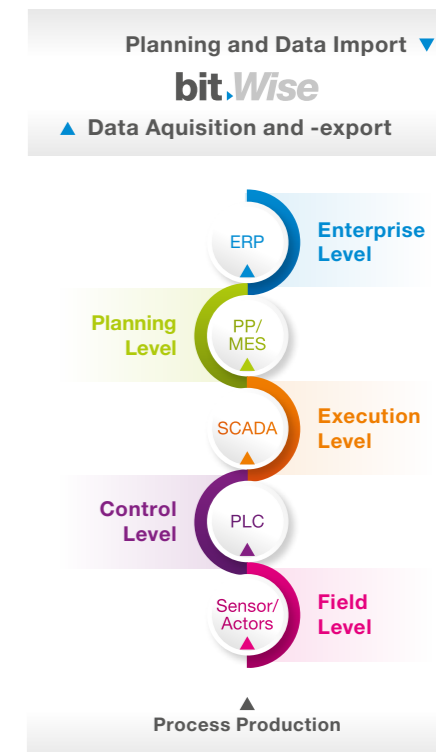 Planning and Data Import
bit.Wise
Data Aquisition and -export
ERP
Enterprise
Level
Planning
Level
PP/
MES
SCADA
Execution
Level
Control
Level
PLC
Sensor/
Actors
Field
Level
Process Production